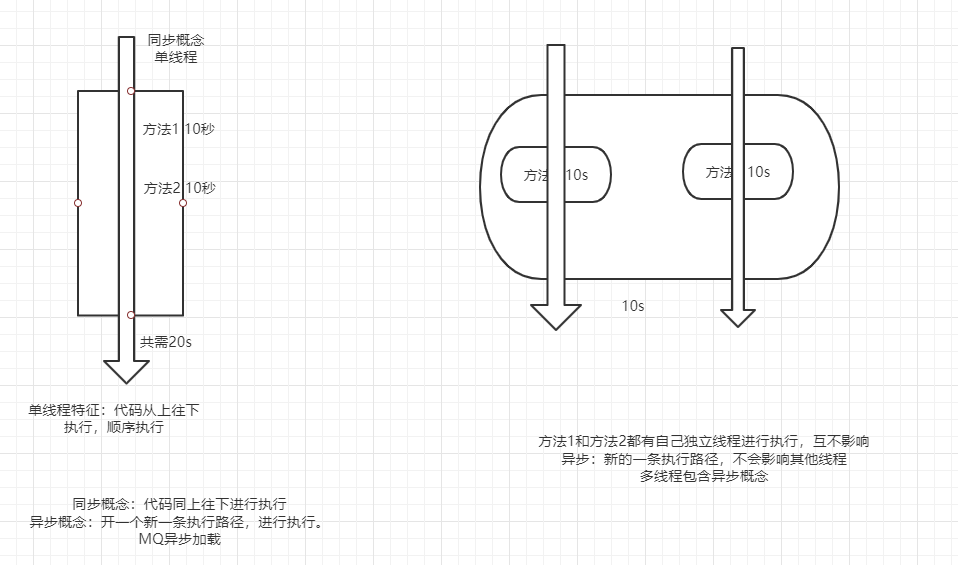 同步概念
单线程
方法1 10秒
方法2 10秒
共需20s
单线程特征：代码从上往下
执行，顺序执行
同步概念：代码同上往下进行执行
异步概念：开一个新一条执行路径，进行执行。
MQ异步加载
方法 10s
方法 10s
10s
方法1和方法2都有自己独立线程进行执行，互不影响
异步：新的一条执行路径，不会影响其他线程
多线程包含异步概念